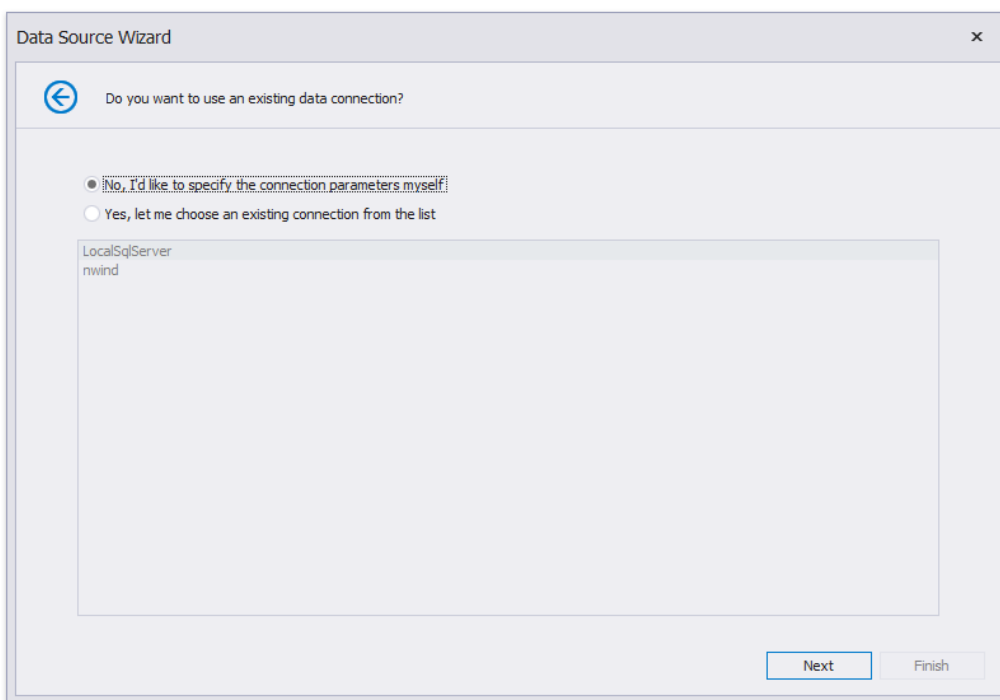 Data Source Wizard
Do you want to use an existing data connection?
No, I'd like to specify the connection parameters myself
Yes, let me choose an existing connection from the list
LocalSqlServer
nwind
Next
Finish